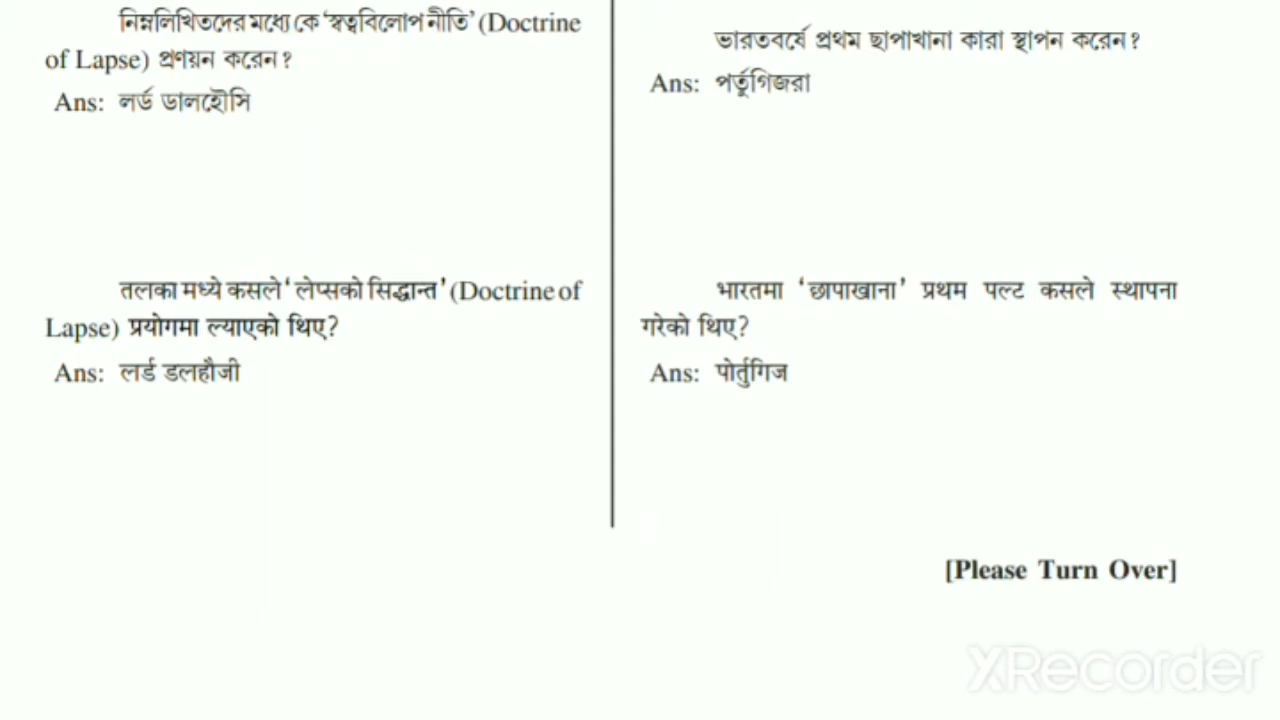 নিম্নলিখিতদের মধ্যে কে ‘স্বত্ববিলোপ নীতি’ (Doctrine
of Lapse) প্রণয়ন করেন?
Ans: লর্ড ডালহৌসি
तलका मध्ये कसले ‘ लेप्सको सिद्धान्त’ (Doctrine of
Lapse) प्रयोगमा ल्याएको थिए?
Ans: लर्ड डलहौजी
ভারতবর্ষে প্রথম ছাপাখানা কারা স্থাপন করেন?
Ans: পর্তুগিজরা
भारतमा ‘छापाखाना’ प्रथम पल्ट कसले स्थापना
गरेको थिए?
Ans: पोर्तुगिज
[Please Turn Over]
XRecorder